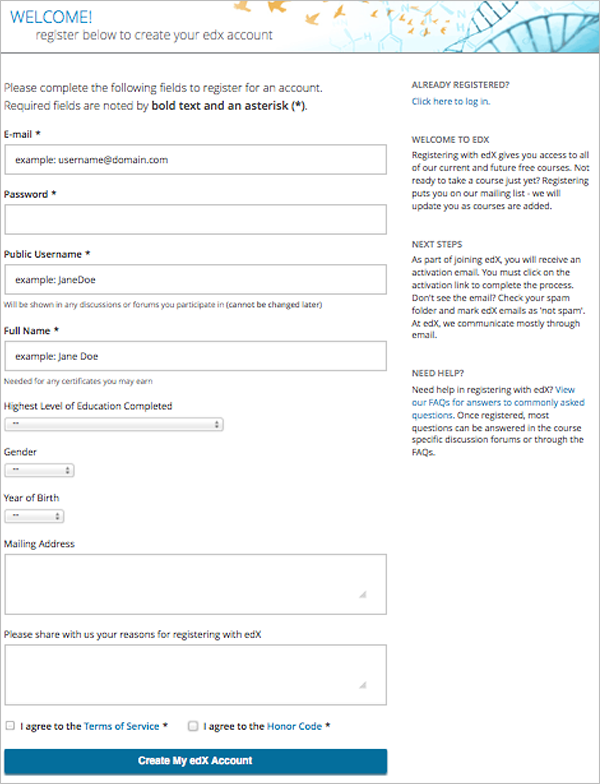 WELCOME!
register below to create your edx account
Please complete the following fields to register for an account.
Required fields are noted by bold text and an asterisk (*).
E-mail *
example: username@domain.com
Password *
Public Username *
example: JaneDoe
Will be shown in any discussions or forums you participate in (cannot be changed later)
Full Name *
example: Jane Doe
Needed for any certificates you may earn
Highest Level of Education Completed
--
Gender
--
Year of Birth
--
Mailing Address
Please share with us your reasons for registering with edX
I agree to the Terms of Service *
I agree to the Honor Code *
Create My edX Account
ALREADY REGISTERED?
Click here to log in.
WELCOME TO EDX
Registering with edX gives you access to all
of our current and future free courses. Not
ready to take a course just yet? Registering
puts you on our mailing list - we will
update you as courses are added.
NEXT STEPS
As part of joining edX, you will receive an
activation email. You must click on the
activation link to complete the process.
Don't see the email? Check your spam
folder and mark edX emails as 'not spam'.
At edX, we communicate mostly through
email.
NEED HELP?
Need help in registering with edX? View
our FAQs for answers to commonly asked
questions. Once registered, most
questions can be answered in the course
specific discussion forums or through the
FAQs.